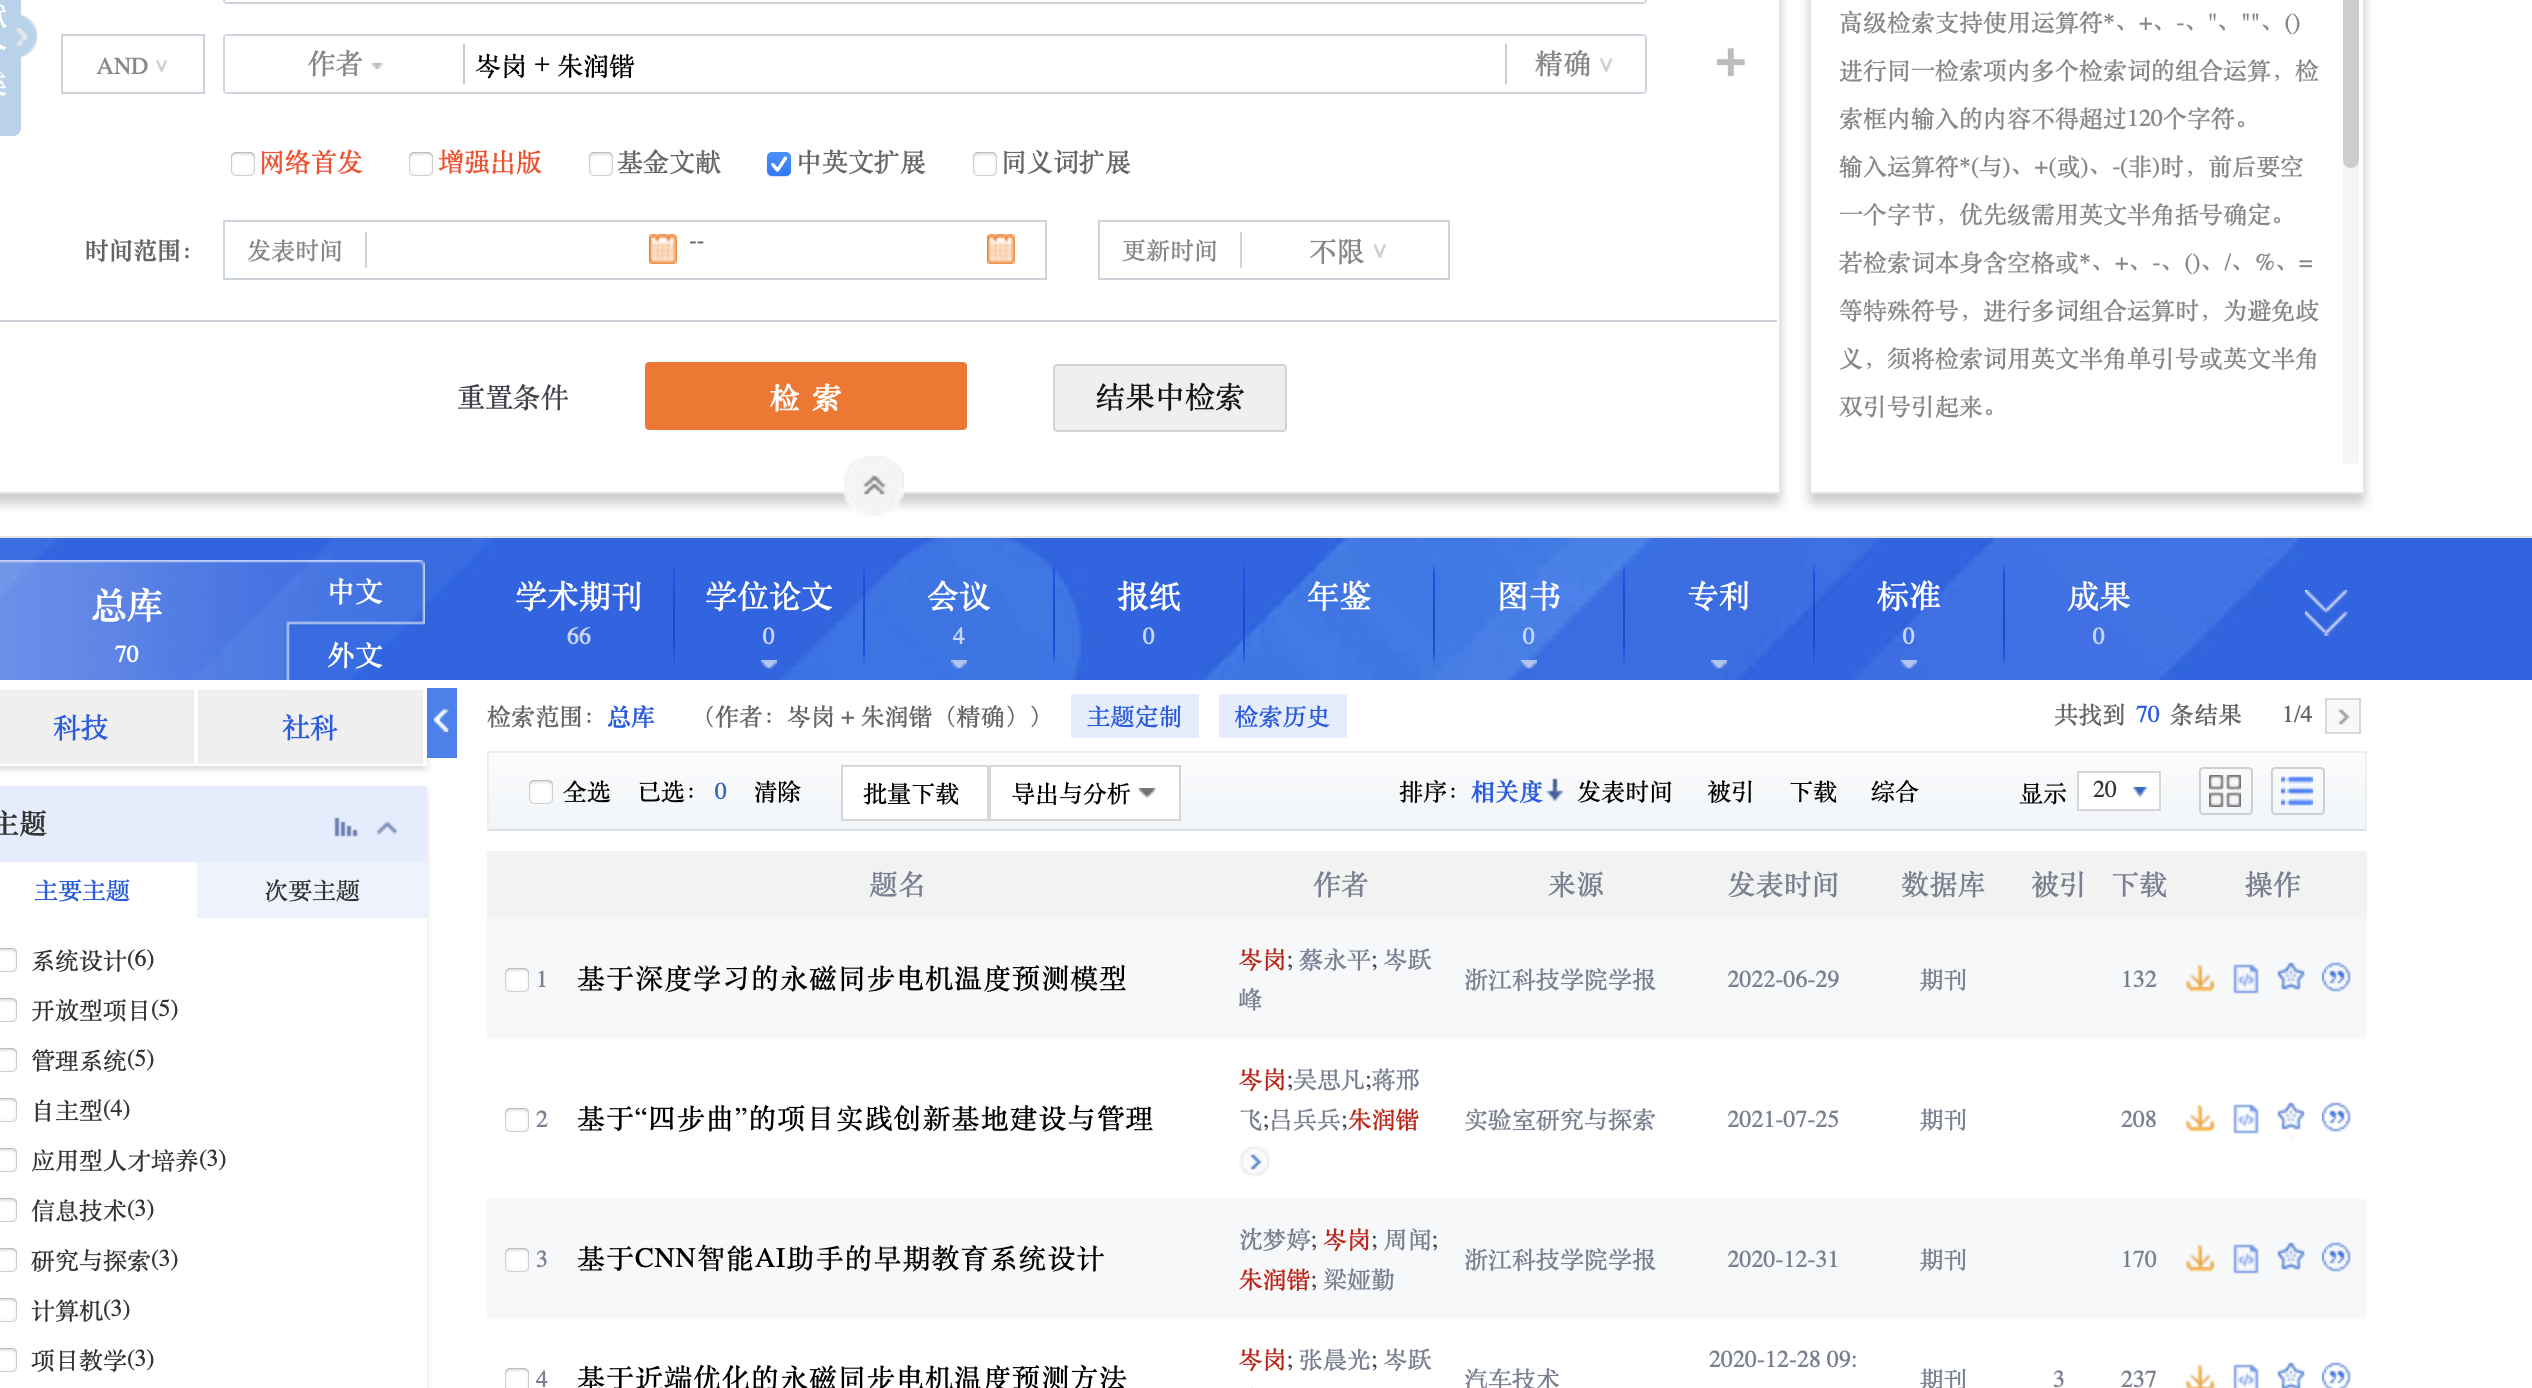 高级检索支持使用运算符*、+、-、''、""、()
进行同一检索项内多个检索词的组合运算，检
索框内输入的内容不得超过120个字符。
输入运算符*(与)、+(或)、-(非)时，前后要空
一个字节，优先级需用英文半角括号确定。
若检索词本身含空格或*、+、-、()、/、%、=
等特殊符号，进行多词组合运算时，为避免歧
义，须将检索词用英文半角单引号或英文半角
双引号引起来。
AND 作者 岑岗 + 朱润锴 精确
网络首发 增强出版 基金文献 中英文扩展 同义词扩展
时间范围： 发表时间 -- 更新时间 不限
重置条件 检 索 结果中检索
总库 70 中文 外文
学术期刊 66
学位论文 0
会议 4
报纸 0
年鉴
图书 0
专利
标准 0
成果 0
科技 社科
检索范围：总库 （作者：岑岗 + 朱润锴（精确）） 主题定制 检索历史 共找到 70 条结果 1/4
全选 已选：0 清除 批量下载 导出与分析 排序：相关度 发表时间 被引 下载 综合 显示 20
主题
主要主题 次要主题
系统设计(6)
开放型项目(5)
管理系统(5)
自主型(4)
应用型人才培养(3)
信息技术(3)
研究与探索(3)
计算机(3)
项目教学(3)
题名 作者 来源 发表时间 数据库 被引 下载 操作
1 基于深度学习的永磁同步电机温度预测模型 岑岗; 蔡永平; 岑跃峰 浙江科技学院学报 2022-06-29 期刊 132
2 基于“四步曲”的项目实践创新基地建设与管理 岑岗;吴思凡;蒋邢飞;吕兵兵;朱润锴 实验室研究与探索 2021-07-25 期刊 208
3 基于CNN智能AI助手的早期教育系统设计 沈梦婷; 岑岗; 周闻; 朱润锴; 梁娅勤 浙江科技学院学报 2020-12-31 期刊 170
4 基于近端优化的永磁同步电机温度预测方法 岑岗; 张晨光; 岑跃 汽车技术 2020-12-28 09: 期刊 3 237